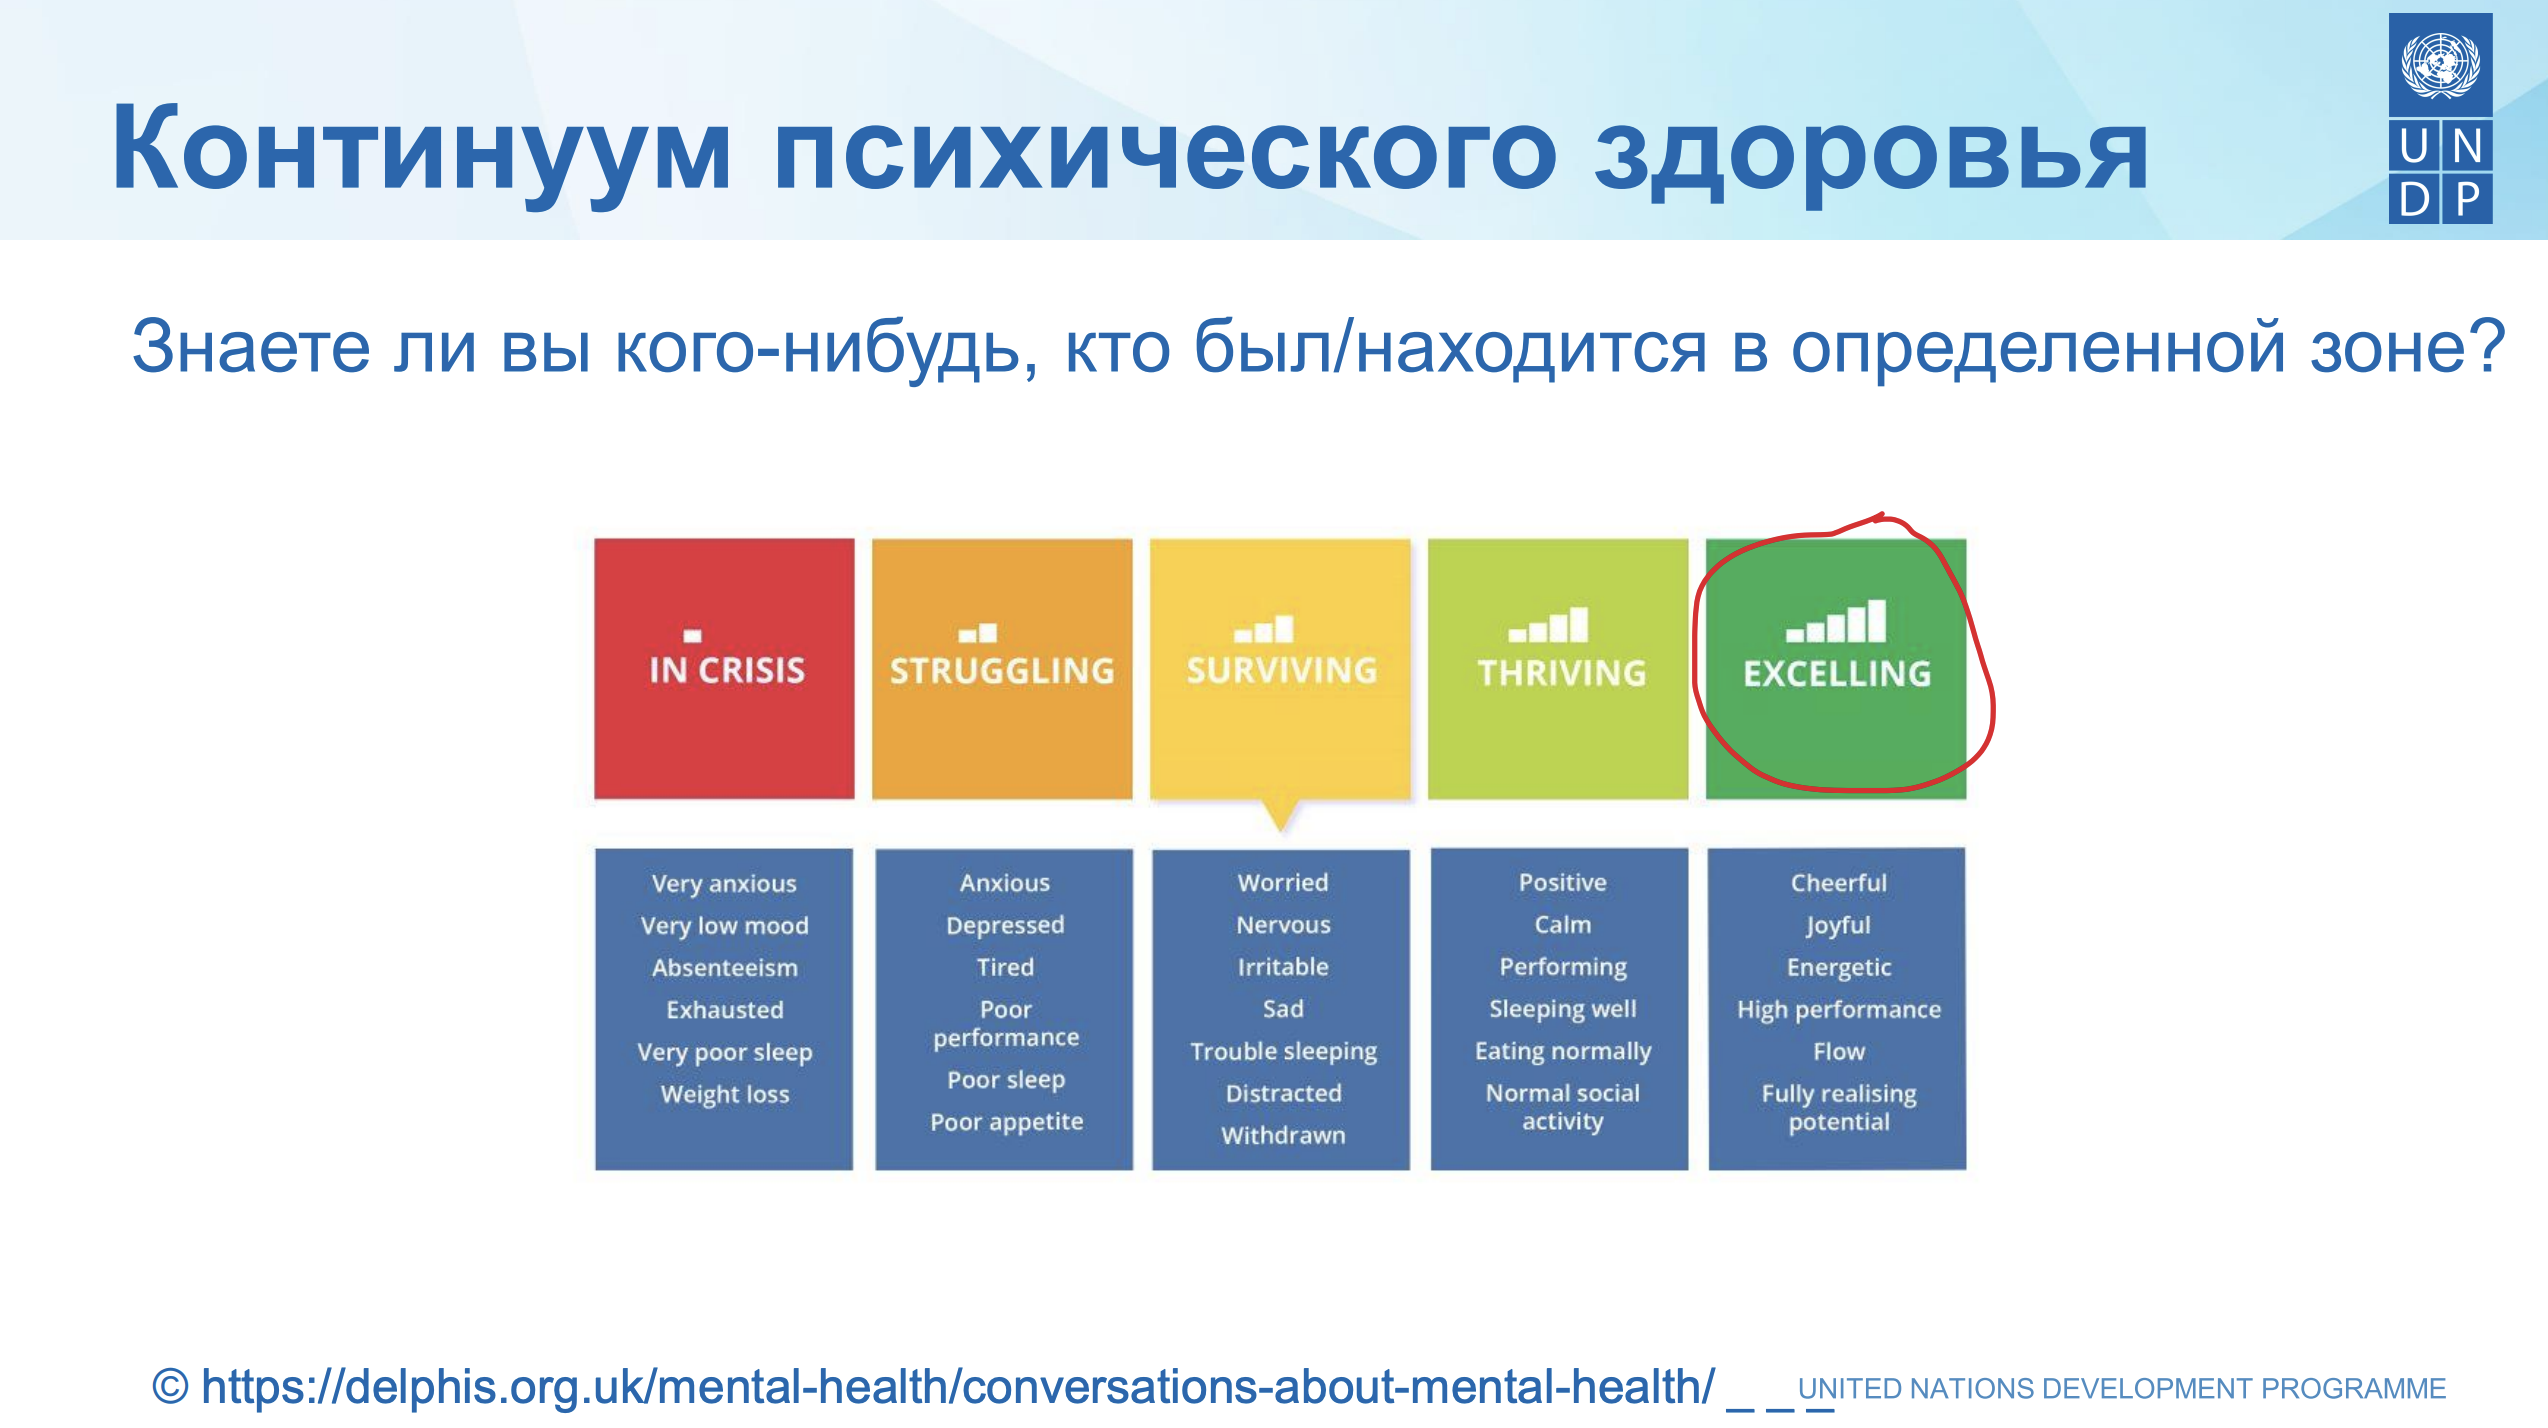 Континуум психического здоровья
UN
DP
Знаете ли вы кого-нибудь, кто был/находится в определенной зоне?
IN CRISIS
STRUGGLING
SURVIVING
THRIVING
EXCELLING
Very anxious
Very low mood
Absenteeism
Exhausted
Very poor sleep
Weight loss
Anxious
Depressed
Tired
Poor
performance
Poor sleep
Poor appetite
Worried
Nervous
Irritable
Sad
Trouble sleeping
Distracted
Withdrawn
Positive
Calm
Performing
Sleeping well
Eating normally
Normal social
activity
Cheerful
Joyful
Energetic
High performance
Flow
Fully realising
potential
© https://delphis.org.uk/mental-health/conversations-about-mental-health/ _ _ _
UNITED NATIONS DEVELOPMENT PROGRAMME